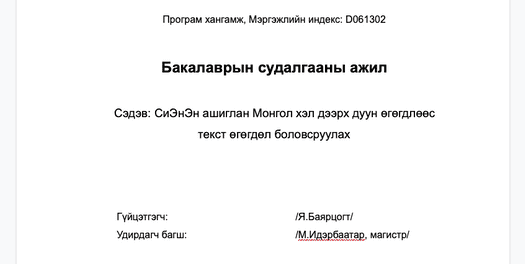 Програм хангамж, Мэргэжлийн индекс: D061302
Бакалаврын судалгааны ажил
Сэдэв: СиЭнЭн ашиглан Монгол хэл дээрх дуун өгөгдлөөс
текст өгөгдөл боловсруулах
Гүйцэтгэгч: /Я.Баярцогт/
Удирдагч багш: /М.Идэрбаатар, магистр/